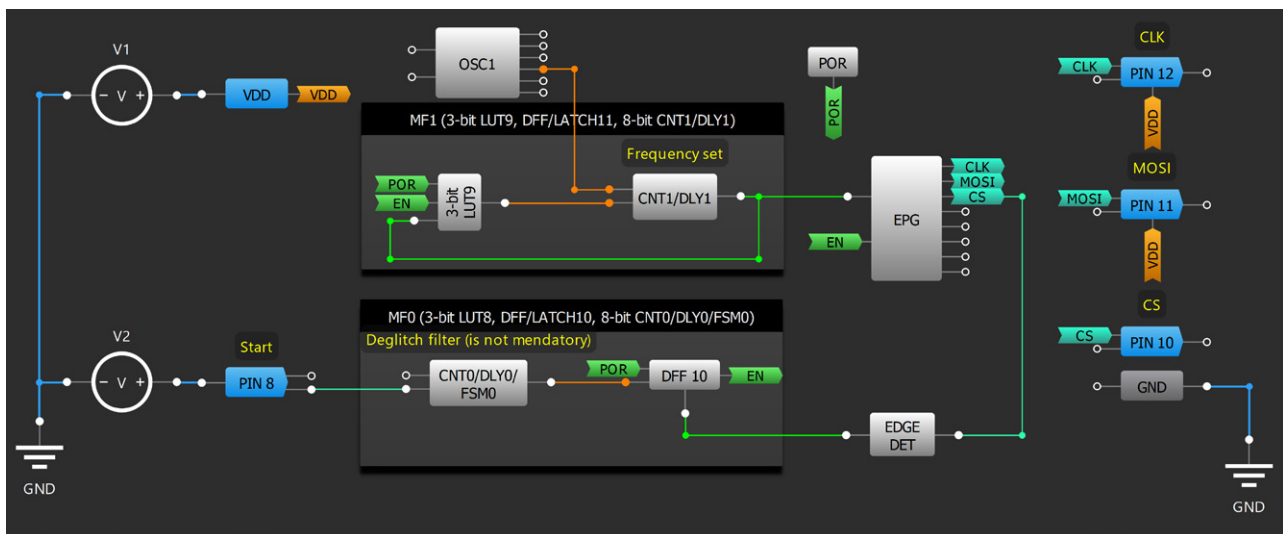 V1
− V +
VDD
VDD
OSC1
POR
POR
CLK
CLK
PIN 12
VDD
MF1 (3-bit LUT9, DFF/LATCH11, 8-bit CNT1/DLY1)
Frequency set
POR
EN
3-bit
LUT9
CNT1/DLY1
EPG
CLK
MOSI
CS
EN
MOSI
MOSI
PIN 11
VDD
MF0 (3-bit LUT8, DFF/LATCH10, 8-bit CNT0/DLY0/FSM0)
Deglitch filter (is not mendatory)
V2
− V +
Start
PIN 8
CNT0/DLY0/
FSM0
POR
DFF 10
EN
EDGE
DET
CS
CS
PIN 10
GND
GND
GND